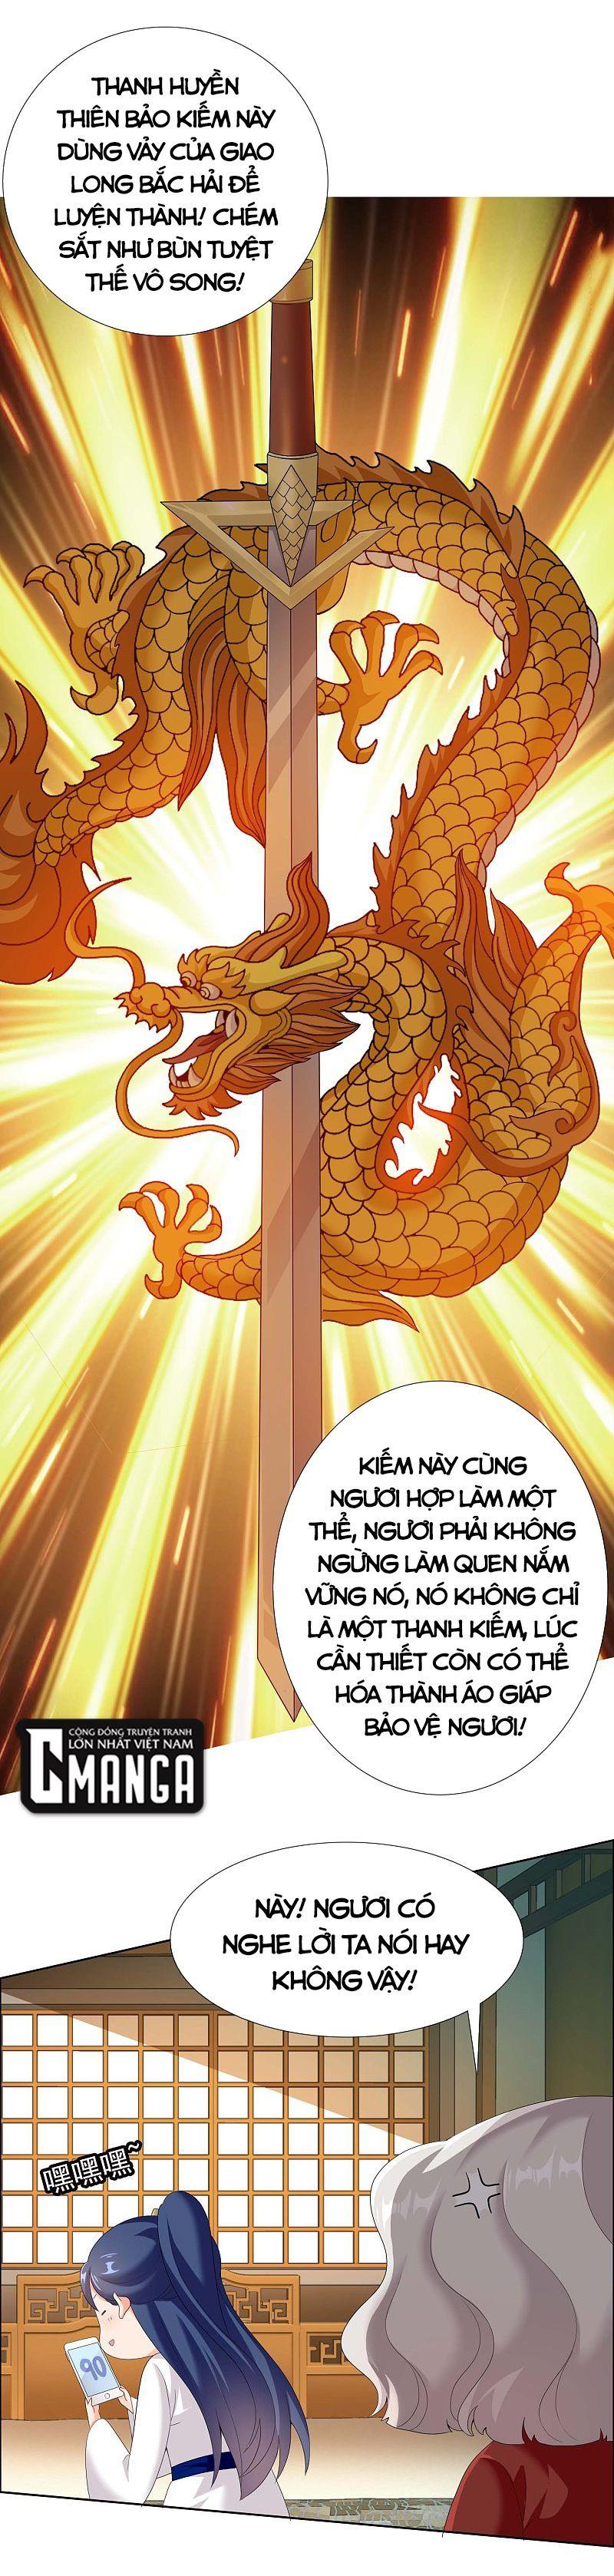 THANH HUYỀN
THIÊN BẢO KIẾM NÀY
DÙNG VẢY CỦA GIAO
LONG BẮC HẢI ĐỂ
LUYỆN THÀNH! CHÉM
SẮT NHƯ BÙN TUYỆT
THẾ VÔ SONG!
KIẾM NÀY CÙNG
NGƯƠI HỢP LÀM MỘT
THỂ, NGƯƠI PHẢI KHÔNG
NGỪNG LÀM QUEN NẮM
VỮNG NÓ, NÓ KHÔNG CHỈ
LÀ MỘT THANH KIẾM, LÚC
CẦN THIẾT CÒN CÓ THỂ
HÓA THÀNH ÁO GIÁP
BẢO VỆ NGƯƠI!
CỘNG ĐỒNG TRUYỆN TRANH
LỚN NHẤT VIỆT NAM
CMANGA
NÀY! NGƯƠI CÓ
NGHE LỜI TA NÓI HAY
KHÔNG VẬY!
嘿嘿嘿~
90